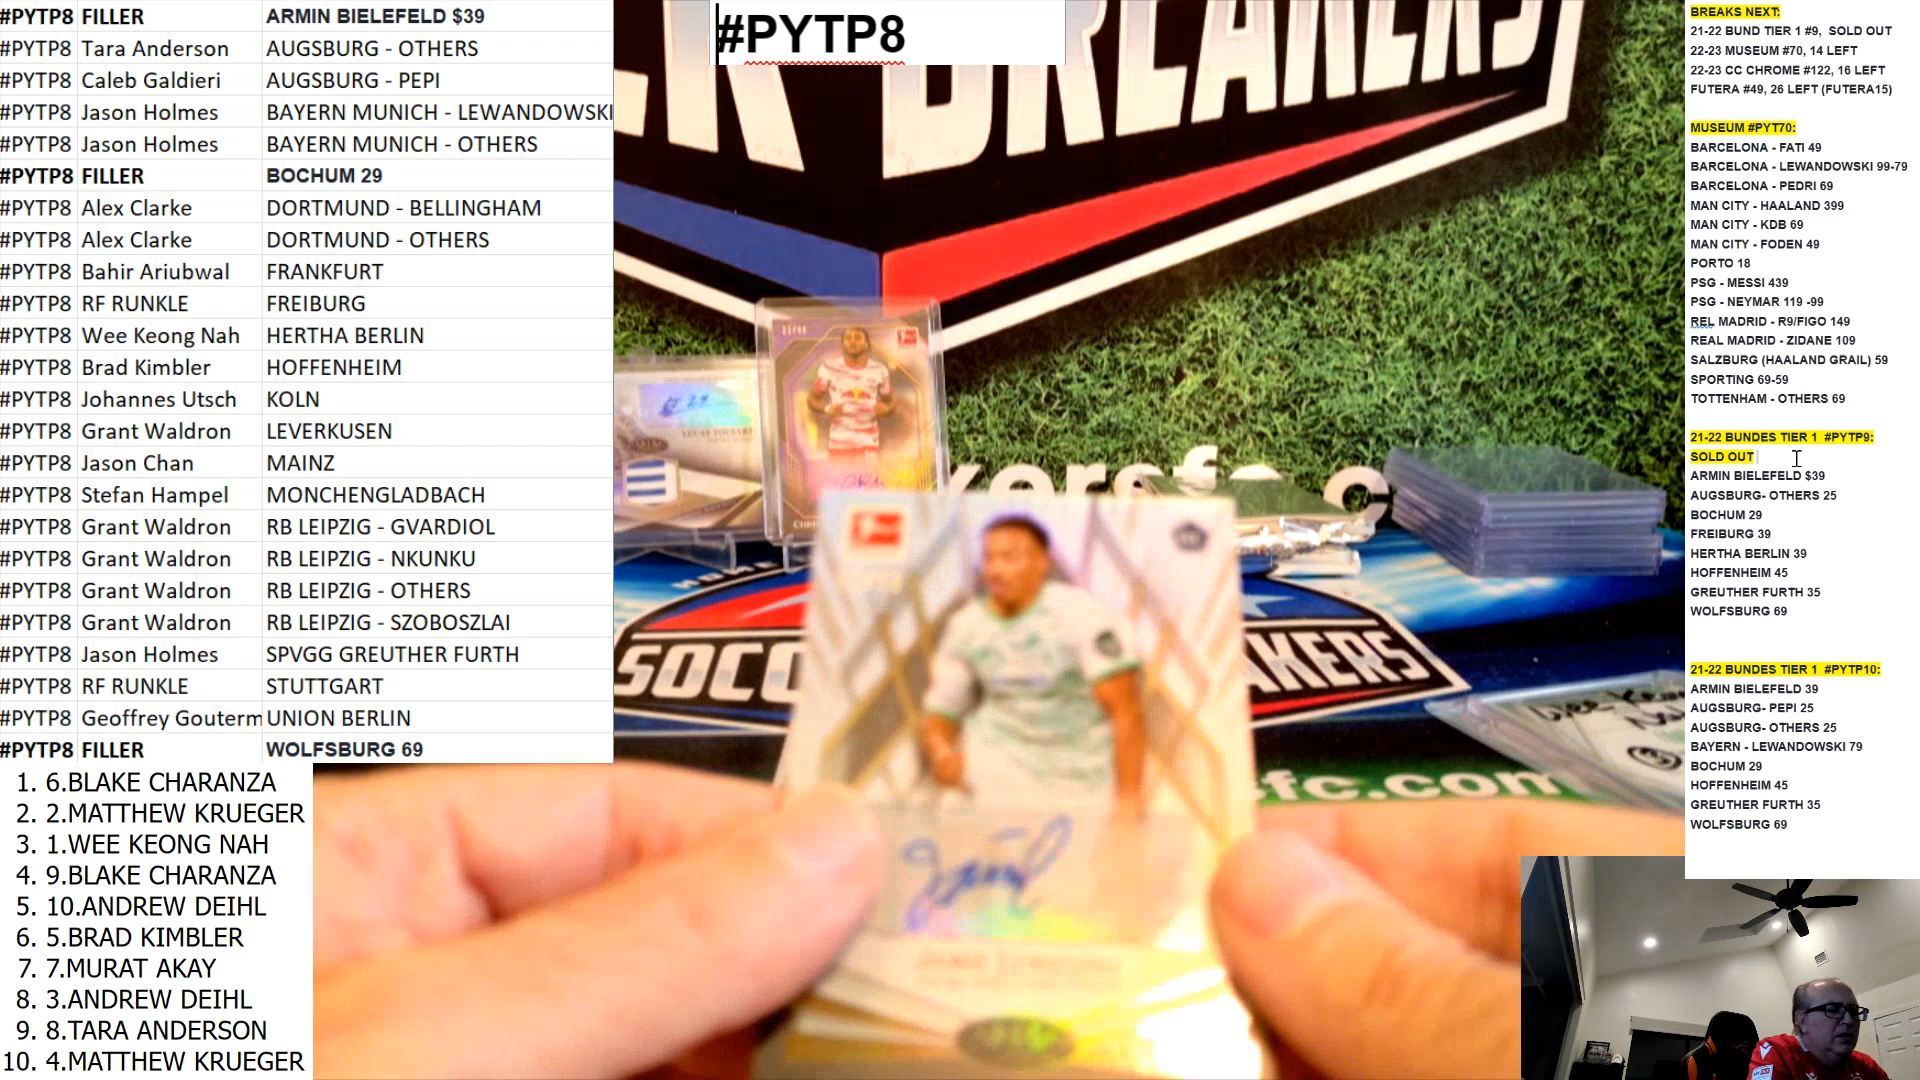 #PYTP8 FILLER ARMIN BIELEFELD $39
#PYTP8 Tara Anderson AUGSBURG - OTHERS
#PYTP8 Caleb Galdieri AUGSBURG - PEPI
#PYTP8 Jason Holmes BAYERN MUNICH - LEWANDOWSKI
#PYTP8 Jason Holmes BAYERN MUNICH - OTHERS
#PYTP8 FILLER BOCHUM 29
#PYTP8 Alex Clarke DORTMUND - BELLINGHAM
#PYTP8 Alex Clarke DORTMUND - OTHERS
#PYTP8 Bahir Ariubwal FRANKFURT
#PYTP8 RF RUNKLE FREIBURG
#PYTP8 Wee Keong Nah HERTHA BERLIN
#PYTP8 Brad Kimbler HOFFENHEIM
#PYTP8 Johannes Utsch KOLN
#PYTP8 Grant Waldron LEVERKUSEN
#PYTP8 Jason Chan MAINZ
#PYTP8 Stefan Hampel MONCHENGLADBACH
#PYTP8 Grant Waldron RB LEIPZIG - GVARDIOL
#PYTP8 Grant Waldron RB LEIPZIG - NKUNKU
#PYTP8 Grant Waldron RB LEIPZIG - OTHERS
#PYTP8 Grant Waldron RB LEIPZIG - SZOBOSZLAI
#PYTP8 Jason Holmes SPVGG GREUTHER FURTH
#PYTP8 RF RUNKLE STUTTGART
#PYTP8 Geoffrey Gouterm UNION BERLIN
#PYTP8 FILLER WOLFSBURG 69
1. 6.BLAKE CHARANZA
2. 2.MATTHEW KRUEGER
3. 1.WEE KEONG NAH
4. 9.BLAKE CHARANZA
5. 10.ANDREW DEIHL
6. 5.BRAD KIMBLER
7. 7.MURAT AKAY
8. 3.ANDREW DEIHL
9. 8.TARA ANDERSON
10. 4.MATTHEW KRUEGER
#PYTP8
BREAKERS
kersfc
SOCC
AKERS
fc.com
BREAKS NEXT:
21-22 BUND TIER 1 #9, SOLD OUT
22-23 MUSEUM #70, 14 LEFT
22-23 CC CHROME #122, 16 LEFT
FUTERA #49, 26 LEFT (FUTERA15)
MUSEUM #PYT70:
BARCELONA - FATI 49
BARCELONA - LEWANDOWSKI 99-79
BARCELONA - PEDRI 69
MAN CITY - HAALAND 399
MAN CITY - KDB 69
MAN CITY - FODEN 49
PORTO 18
PSG - MESSI 439
PSG - NEYMAR 119 -99
REL MADRID - R9/FIGO 149
REAL MADRID - ZIDANE 109
SALZBURG (HAALAND GRAIL) 59
SPORTING 69-59
TOTTENHAM - OTHERS 69
21-22 BUNDES TIER 1 #PYTP9:
SOLD OUT
ARMIN BIELEFELD $39
AUGSBURG- OTHERS 25
BOCHUM 29
FREIBURG 39
HERTHA BERLIN 39
HOFFENHEIM 45
GREUTHER FURTH 35
WOLFSBURG 69
21-22 BUNDES TIER 1 #PYTP10:
ARMIN BIELEFELD 39
AUGSBURG- PEPI 25
AUGSBURG- OTHERS 25
BAYERN - LEWANDOWSKI 79
BOCHUM 29
HOFFENHEIM 45
GREUTHER FURTH 35
WOLFSBURG 69